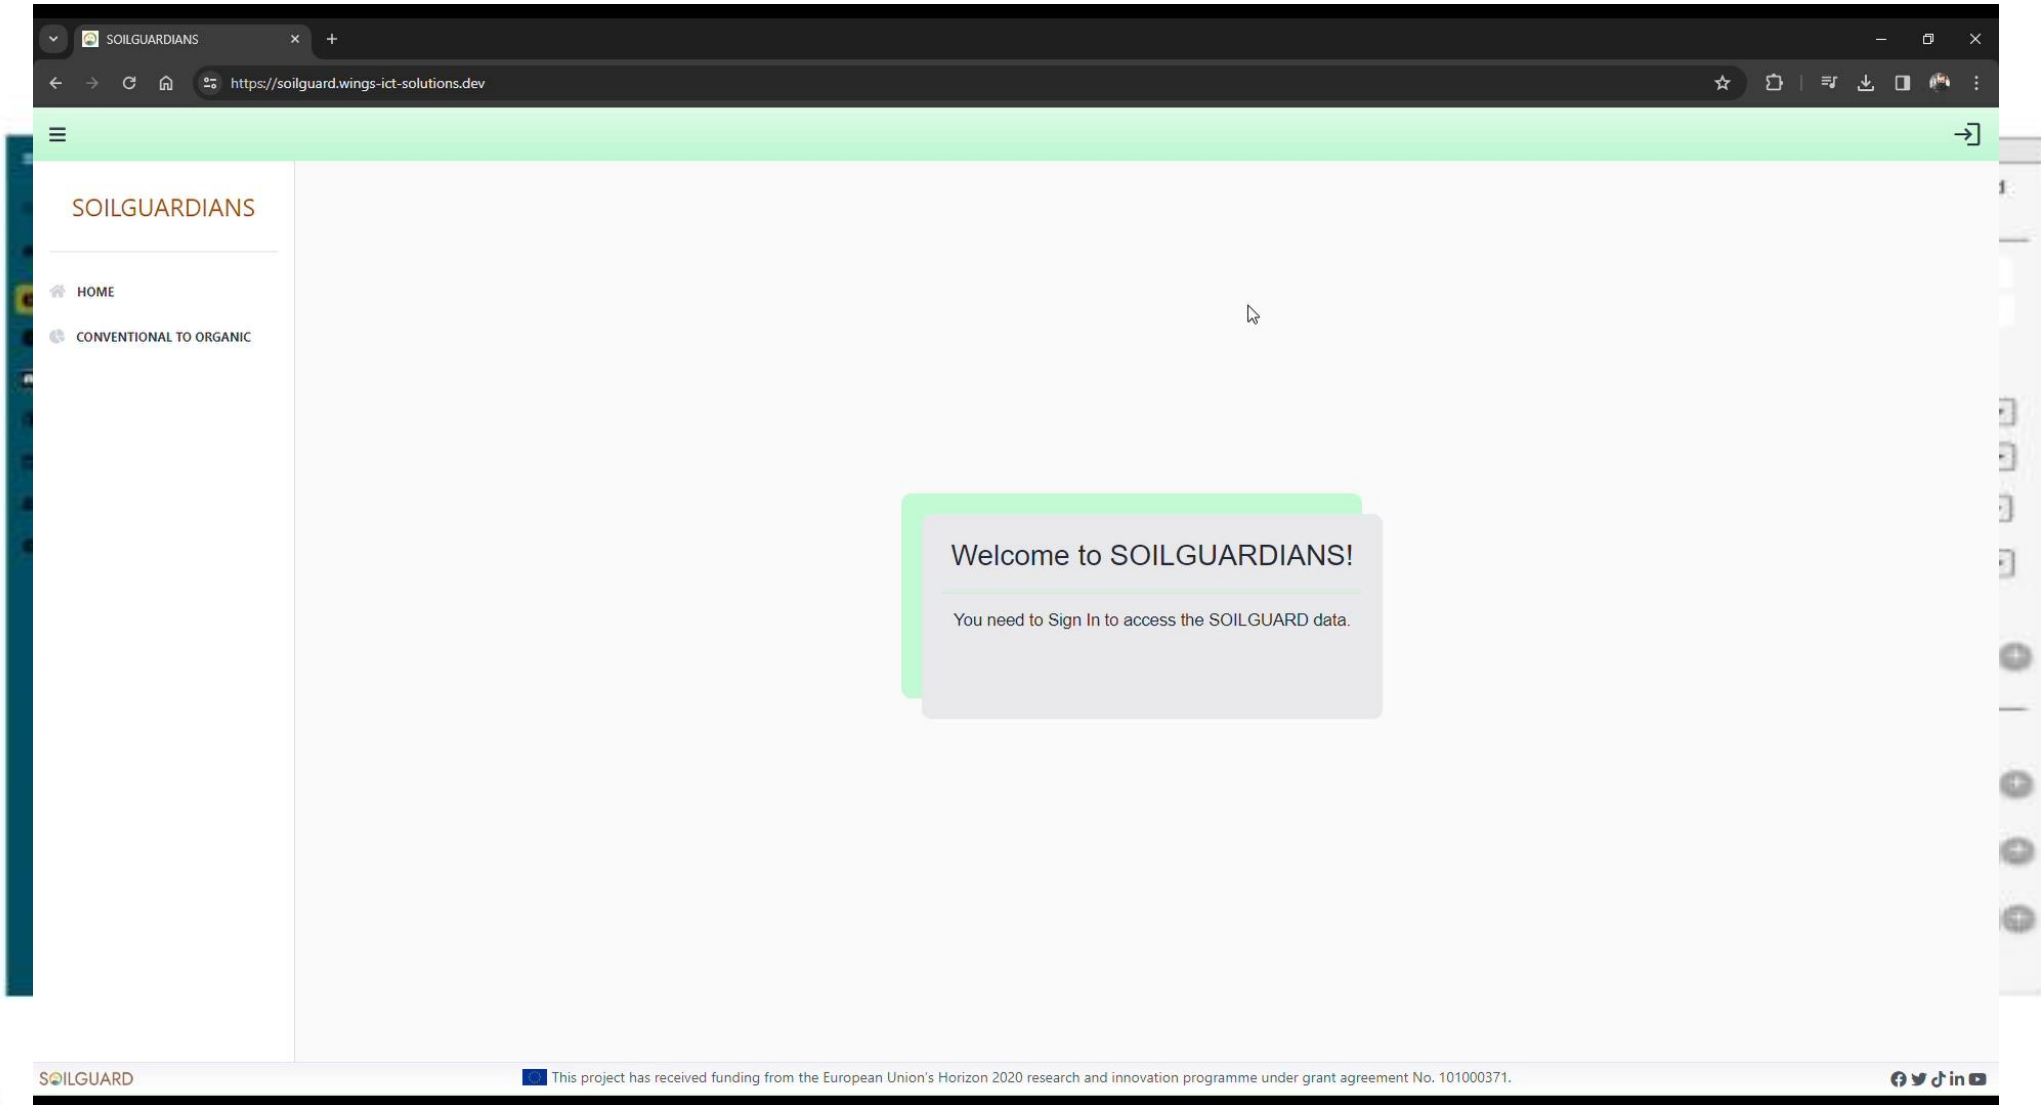 SOILGUARDIANS
https://soilguard.wings-ict-solutions.dev
SOILGUARDIANS
HOME
CONVENTIONAL TO ORGANIC
Welcome to SOILGUARDIANS!
You need to Sign In to access the SOILGUARD data.
SOILGUARD
This project has received funding from the European Union's Horizon 2020 research and innovation programme under grant agreement No. 101000371.